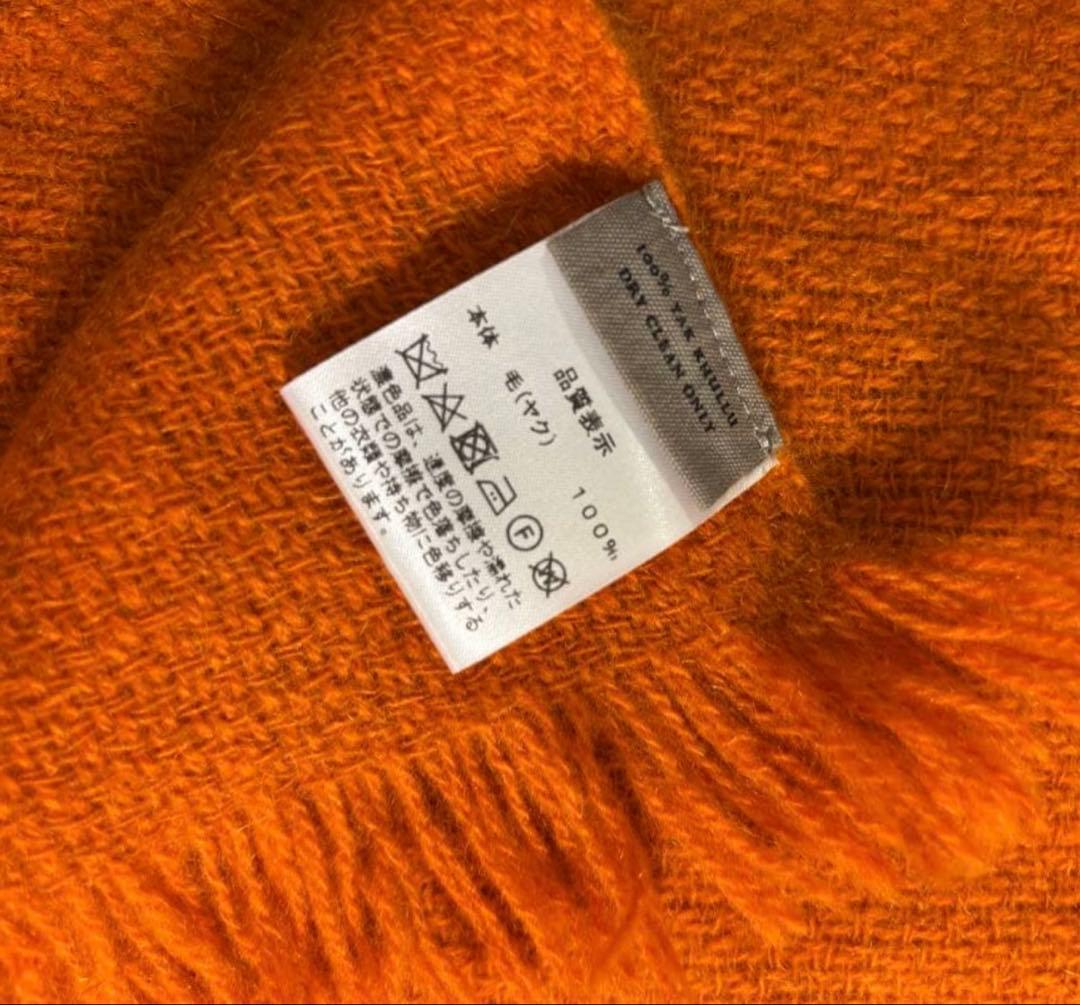 100% YAK KHULLU
DRY CLEAN ONLY
品質表示
本体 毛(ヤク) 100%
F W
濃色品は、過度の摩擦や濡れた
状態での摩擦で色落ちしたり、
他の衣類や持ち物に色移りする
ことがあります。